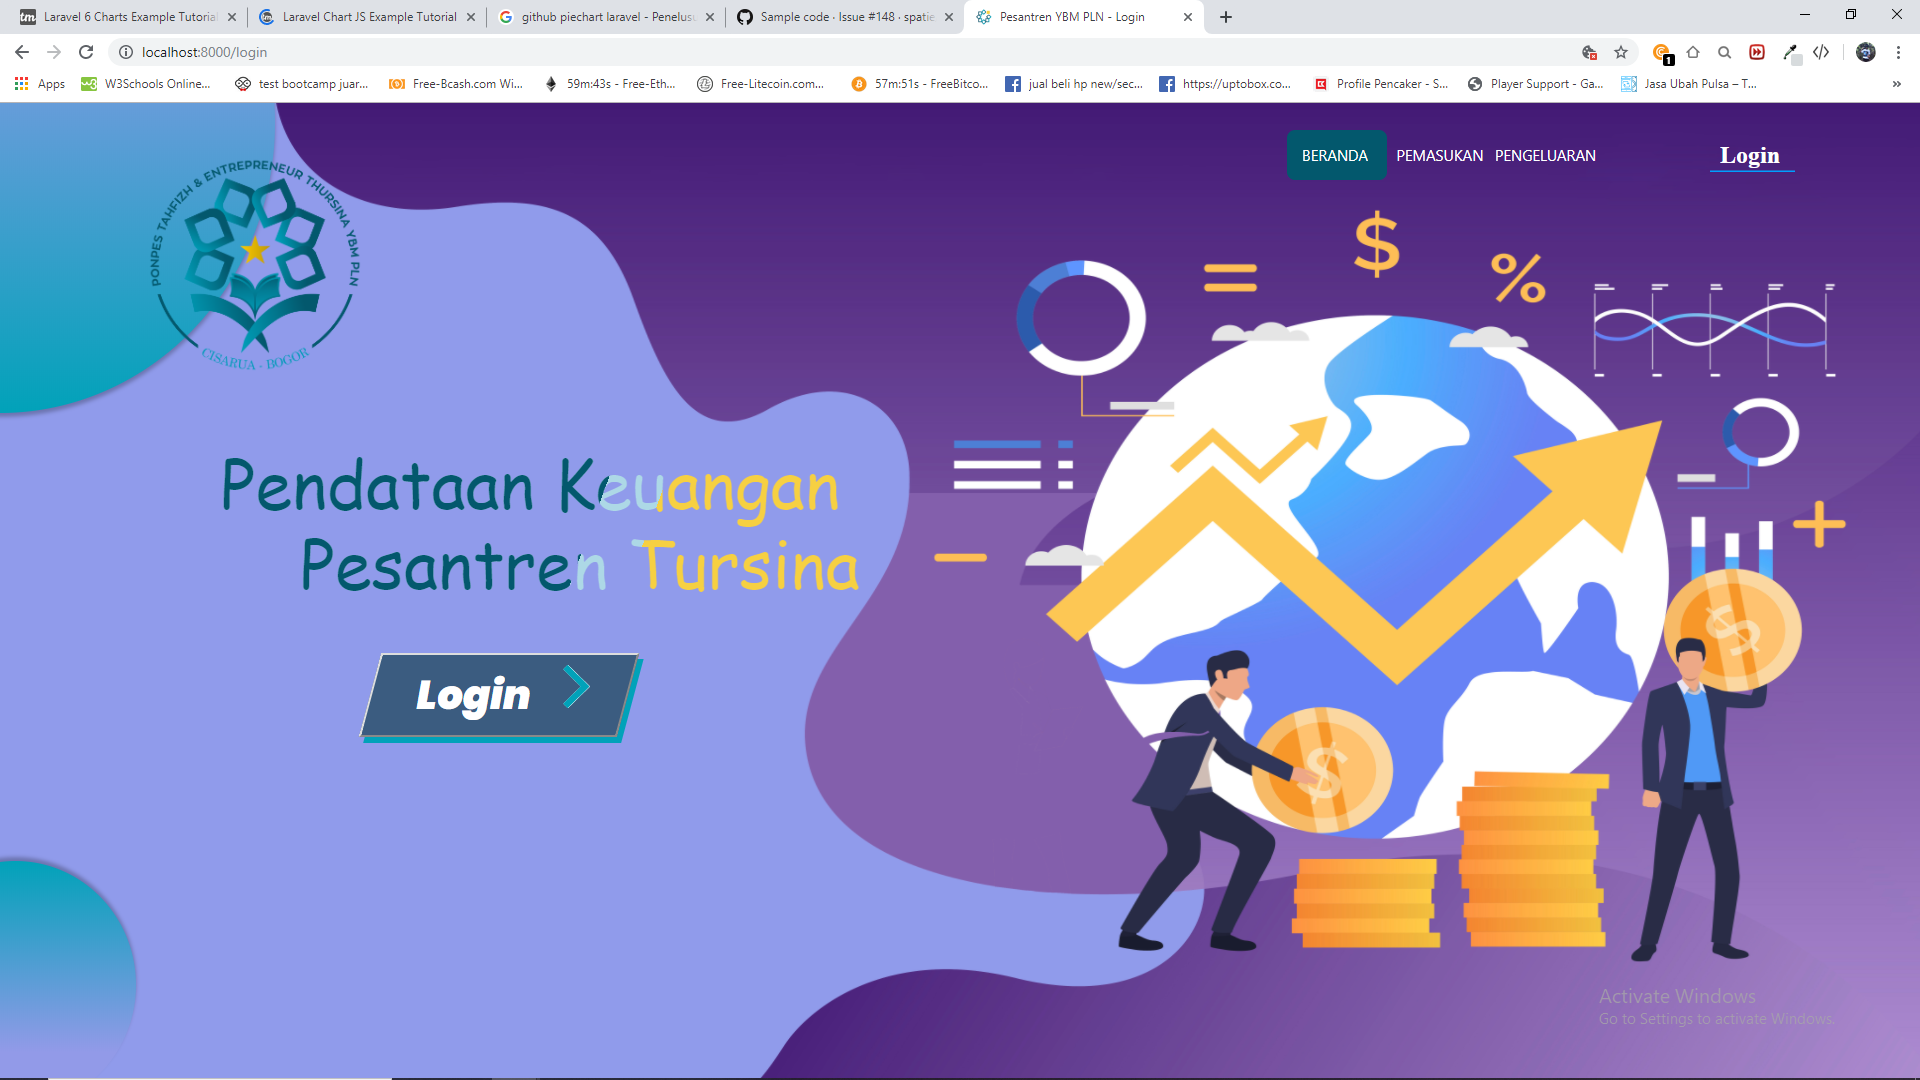 Laravel 6 Charts Example Tutorial
Laravel Chart JS Example Tutorial
github piechart laravel - Penelusu
Sample code · Issue #148 · spatie
Pesantren YBM PLN - Login
localhost:8000/login
1
Apps
W3Schools Online...
test bootcamp juar...
Free-Bcash.com Wi...
59m:43s - Free-Eth...
Free-Litecoin.com...
57m:51s - FreeBitco...
jual beli hp new/sec...
https://uptobox.co...
Profile Pencaker - S...
Player Support - Ga...
Jasa Ubah Pulsa – T...
»
BERANDA
PEMASUKAN
PENGELUARAN
Login
PONPES TAHFIZH & ENTREPRENEUR THURSINA YBM PLN
CISARUA - BOGOR
$
%
Pendataan Keuangan
Pesantren Tursina
Login
$
$
Activate Windows
Go to Settings to activate Windows.